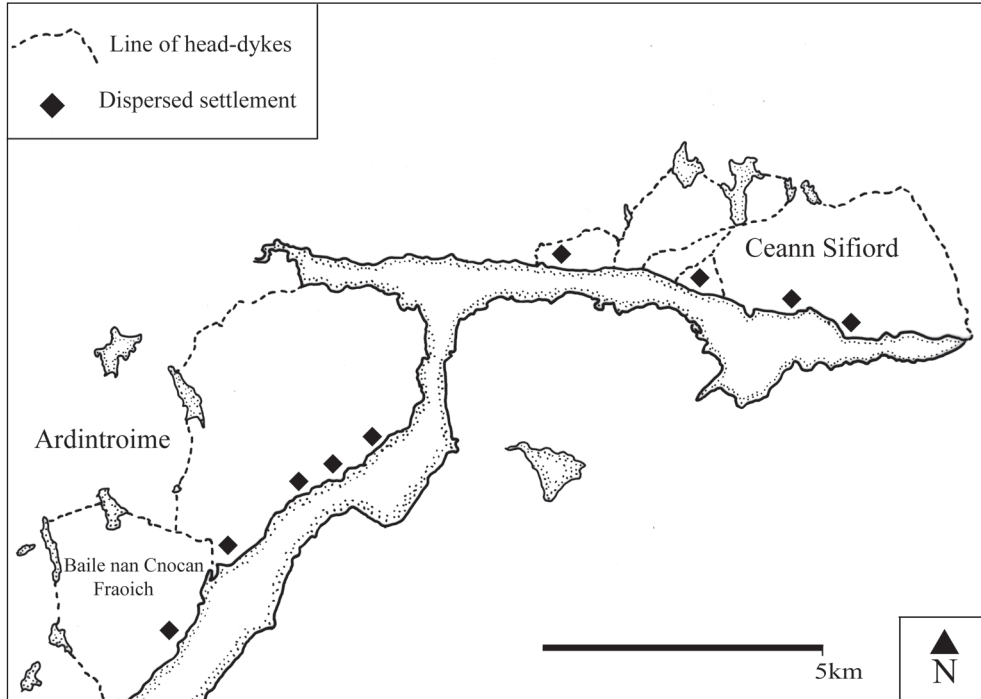 Line of head-dykes
Dispersed settlement
Ceann Sifiord
Ardintroime
Baile nan Cnocan
Fraoich
5km
N